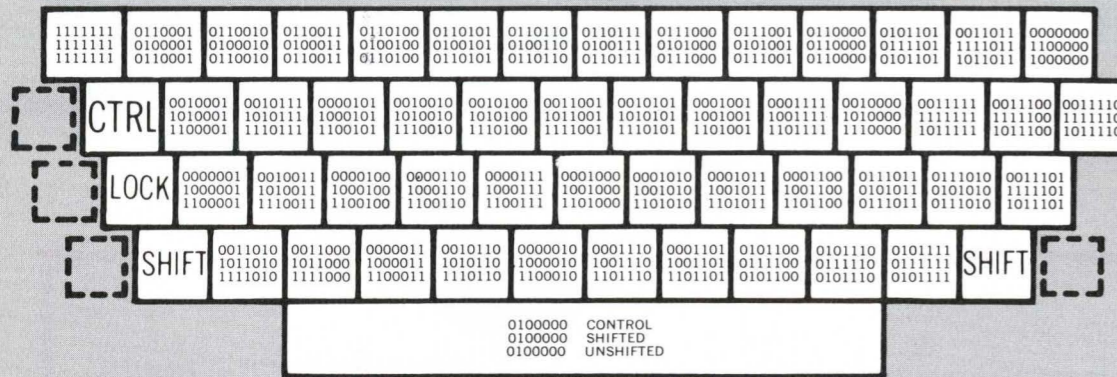 1111111 0110001 0110010 0110011 0110100 0110101 0110110 0110111 0111000 0111001 0110000 0101101 0011011 0000000
1111111 0100001 0100010 0100011 0100100 0100101 0100110 0100111 0101000 0101001 0110000 0111101 1111011 1100000
1111111 0110001 0110010 0110011 0110100 0110101 0110110 0110111 0111000 0111001 0110000 0101101 1011011 1000000
0010001 0010111 0000101 0010010 0010100 0011001 0010101 0001001 0001111 0010000 0011111 0011100
CTRL 1010001 1010111 1000101 1010010 1010100 1011001 1010101 1001001 1001111 1010000 1111111 1111100
1100001 1110111 1100101 1110010 1110100 1111001 1110101 1101001 1101111 1110000 1011111 1011100
0000001 0010011 0000100 0000110 0000111 0001000 0001010 0001011 0001100 0111011 0111010 0011101
LOCK 1000001 1010011 1000100 1000110 1000111 1001000 1001010 1001011 1001100 0101011 0101010 1111101
1100001 1110011 1100100 1100110 1100111 1101000 1101010 1101011 1101100 0111011 0111010 1011101
0011010 0011000 0000011 0010110 0000010 0001110 0001101 0101100 0101110 0101111
SHIFT 1011010 1011000 1000011 1010110 1000010 1001110 1001101 0111100 0111110 0111111 SHIFT
1111010 1111000 1100011 1110110 1100010 1101110 1101101 0101100 0101110 0101111
0100000 CONTROL
0100000 SHIFTED
0100000 UNSHIFTED